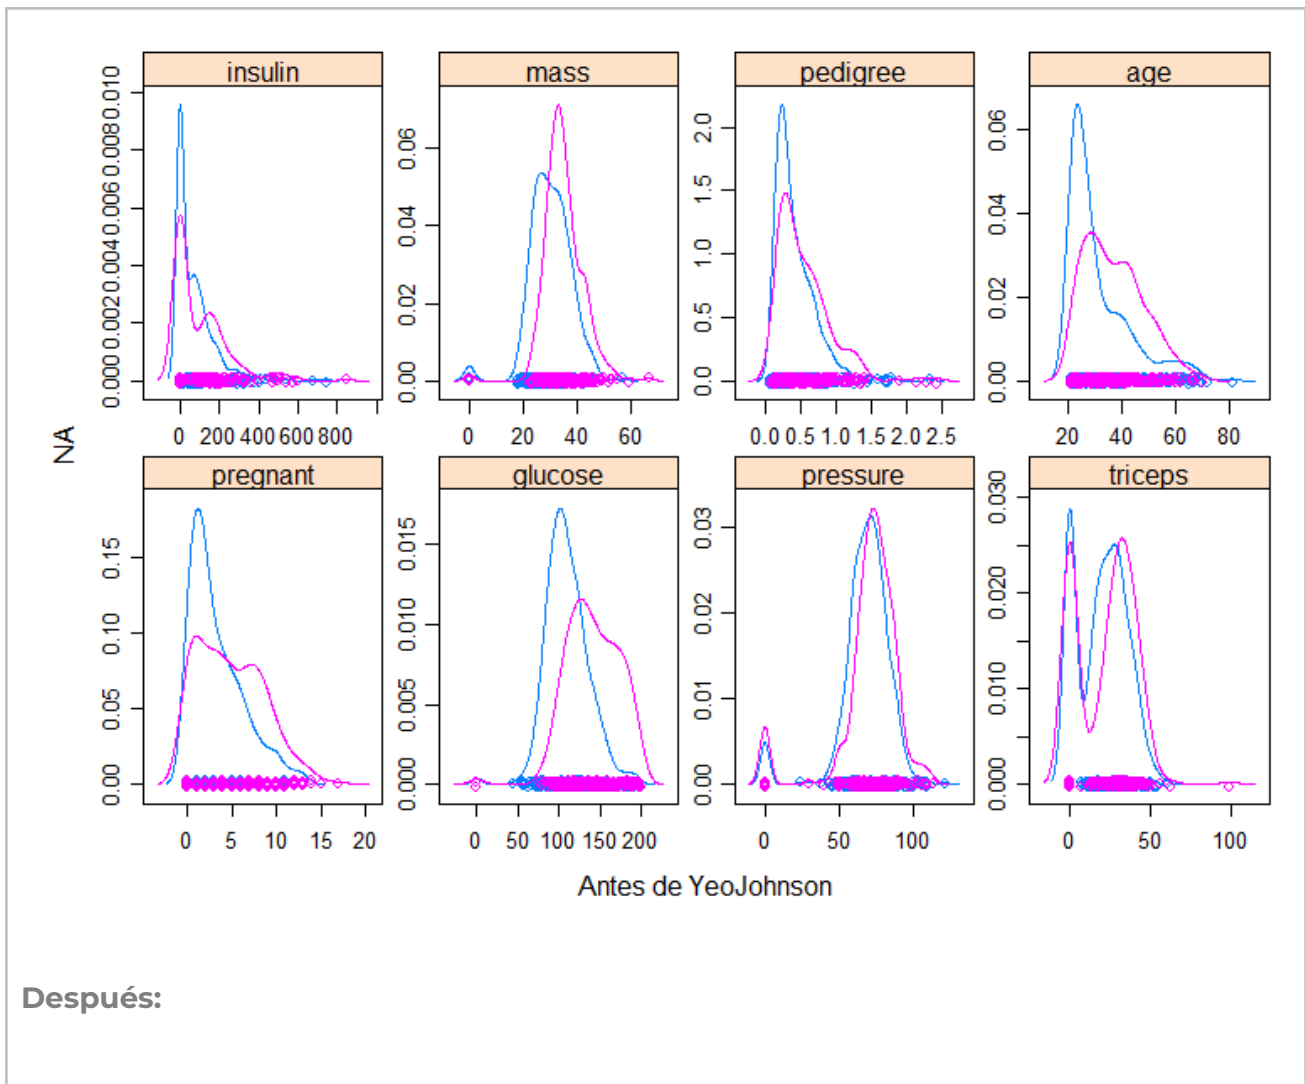 insulin mass pedigree age
0.000 0.002 0.004 0.006 0.008 0.010
0.00 0.02 0.04 0.06
0.0 0.5 1.0 1.5 2.0
0.00 0.02 0.04 0.06
0 200 400 600 800
0 20 40 60
0.0 0.5 1.0 1.5 2.0 2.5
20 40 60 80
NA
pregnant glucose pressure triceps
0.00 0.05 0.10 0.15
0.000 0.005 0.010 0.015
0.00 0.01 0.02 0.03
0.000 0.010 0.020 0.030
0 5 10 15 20
0 50 100 150 200
0 50 100
0 50 100
Antes de YeoJohnson
Después: